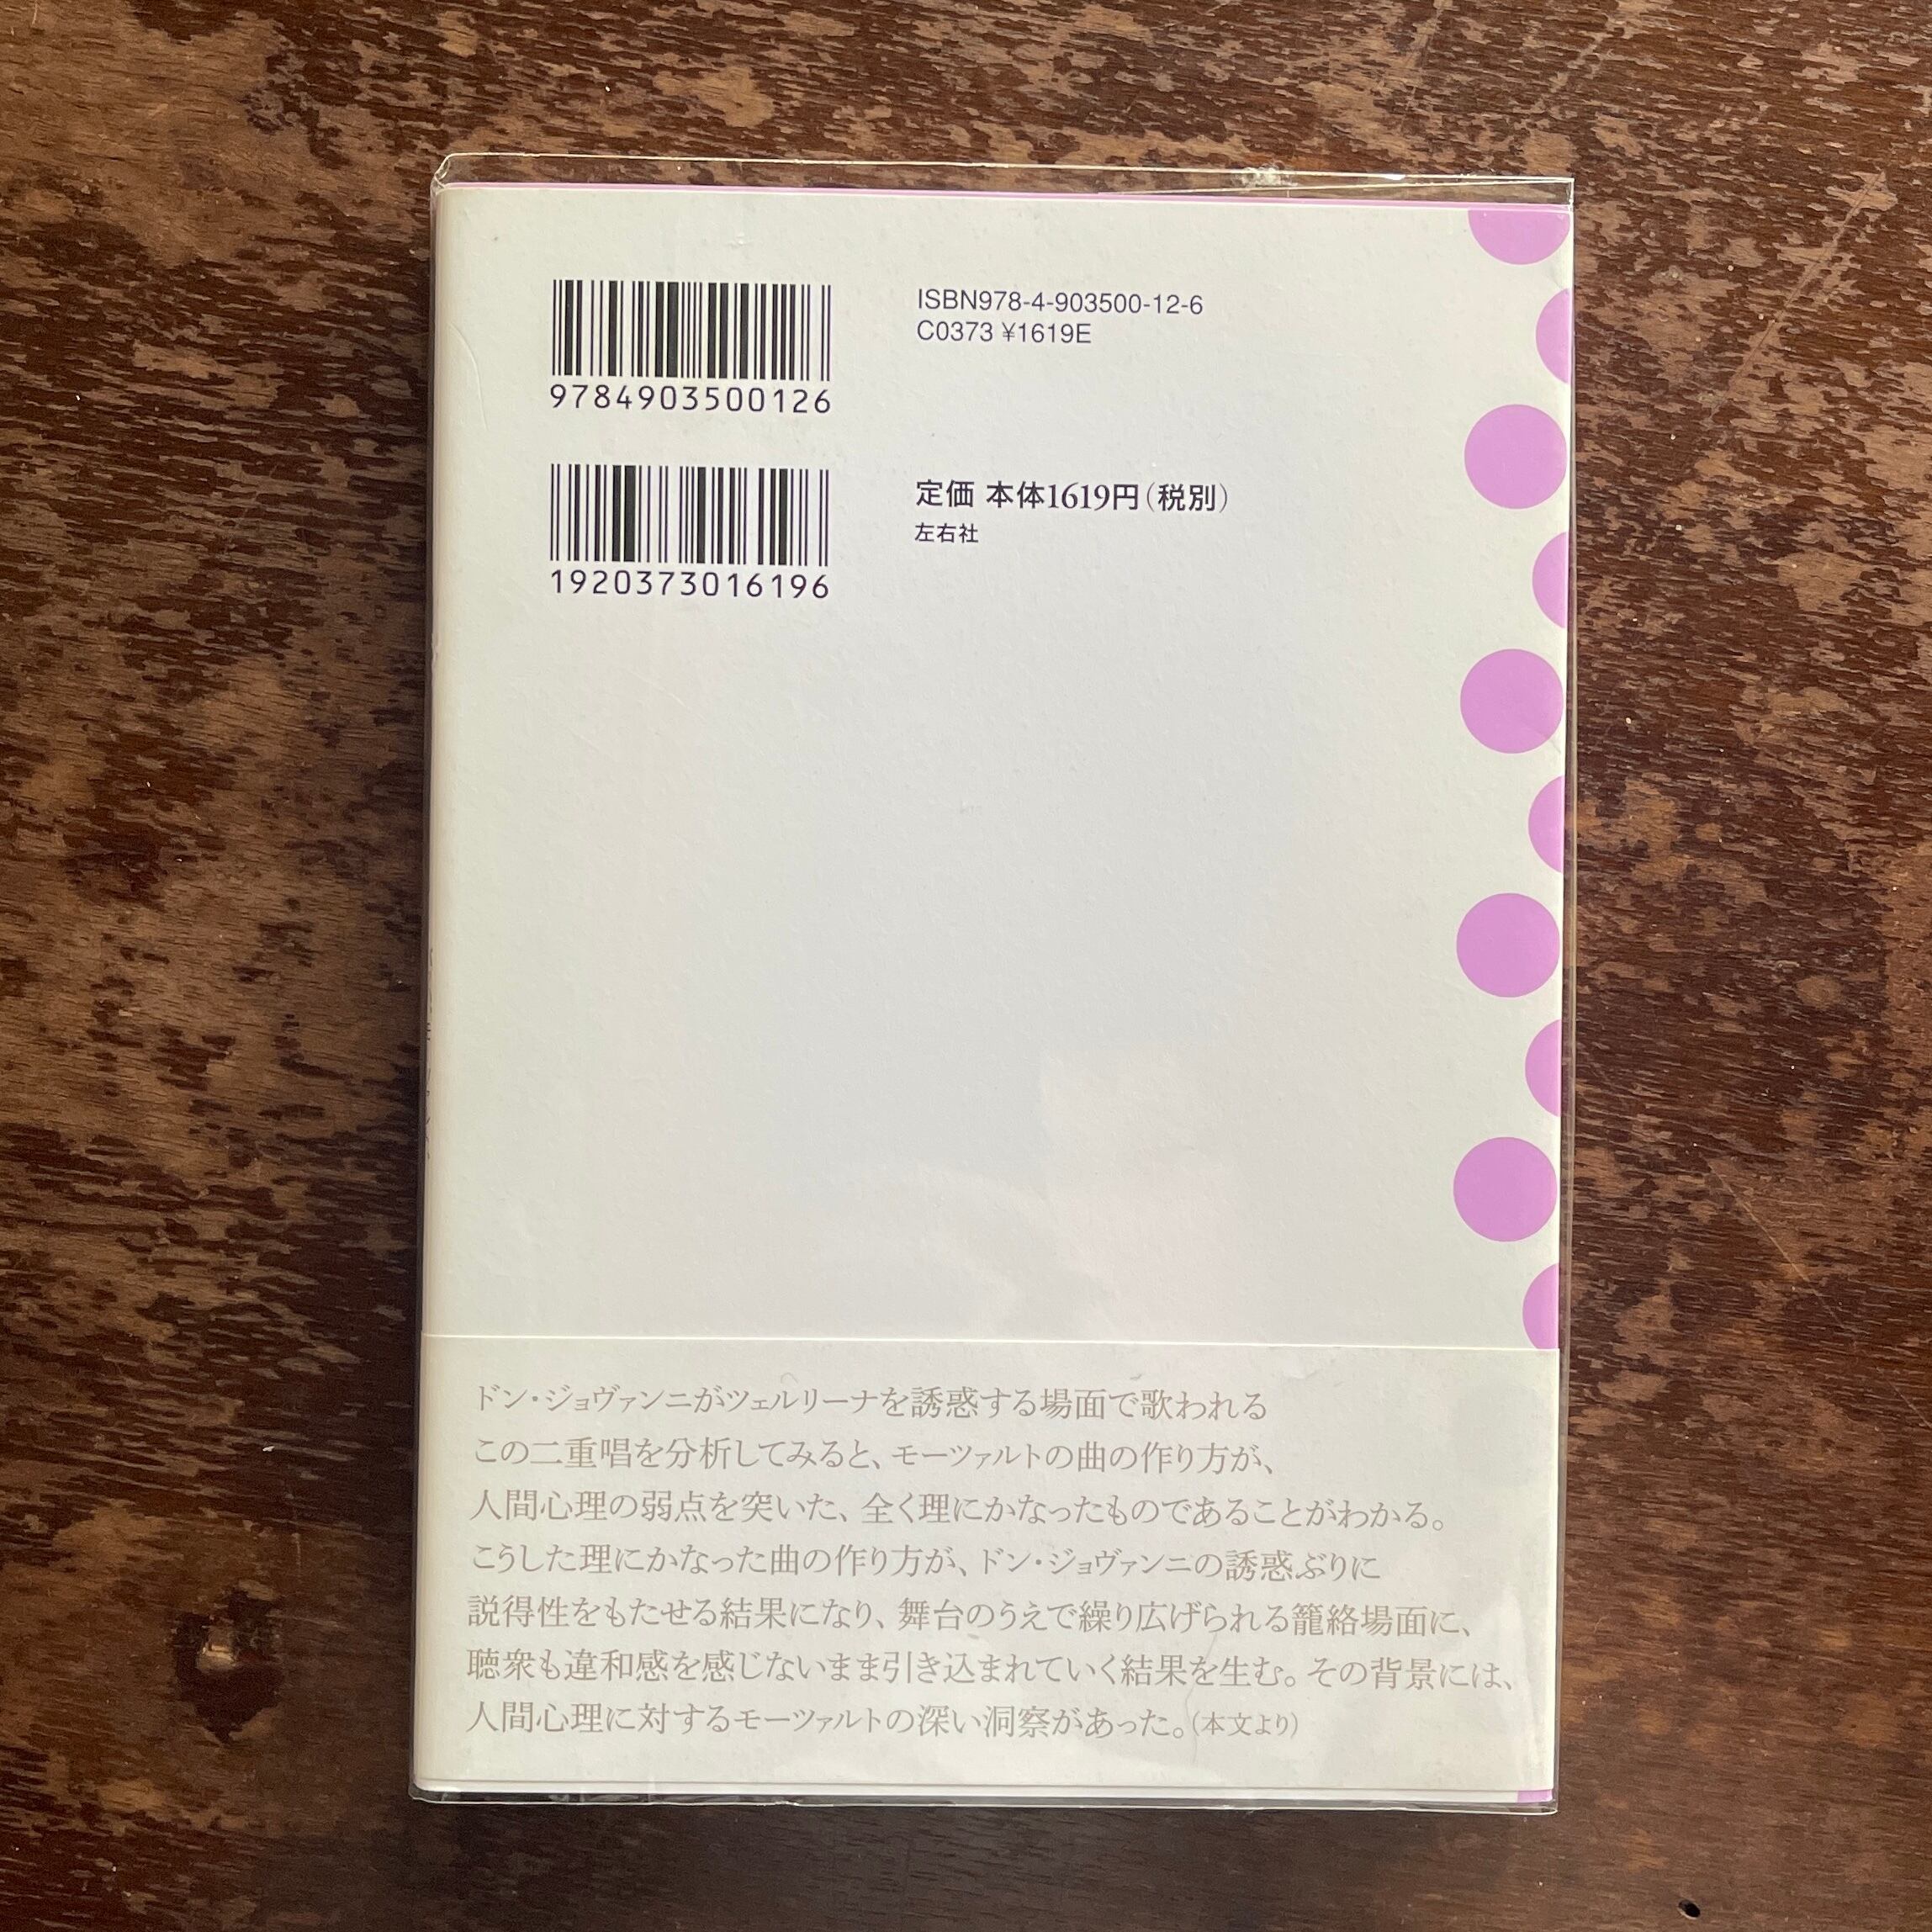 9784903500126
ISBN978-4-903500-12-6
C0373 ¥1619E
1920373016196
定価 本体1619円(税別)
左右社
ドン・ジョヴァンニがツェルリーナを誘惑する場面で歌われる
この二重唱を分析してみると、モーツァルトの曲の作り方が、
人間心理の弱点を突いた、全く理にかなったものであることがわかる。
こうした理にかなった曲の作り方が、ドン・ジョヴァンニの誘惑ぶりに
説得性をもたせる結果になり、舞台のうえで繰り広げられる籠絡場面に、
聴衆も違和感を感じないまま引き込まれていく結果を生む。その背景には、
人間心理に対するモーツァルトの深い洞察があった。(本文より)